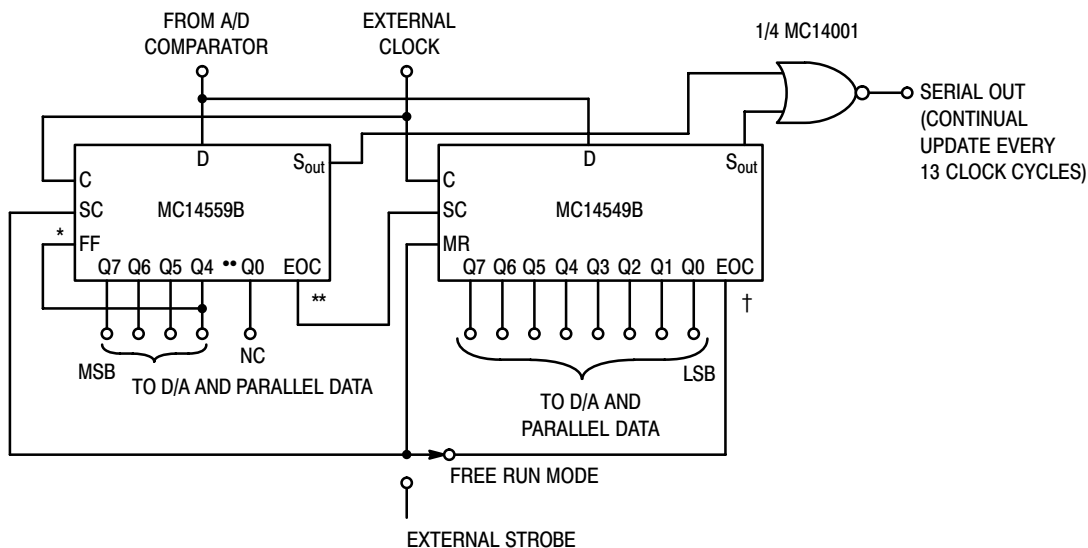 FROM A/D
COMPARATOR
EXTERNAL
CLOCK
1/4 MC14001
SERIAL OUT
(CONTINUAL
UPDATE EVERY
13 CLOCK CYCLES)
D
Sout
C
SC
MC14559B
* FF
Q7 Q6 Q5 Q4 •• Q0 EOC
**
D
Sout
C
SC
MC14549B
MR
Q7 Q6 Q5 Q4 Q3 Q2 Q1 Q0 EOC
†
MSB
NC
TO D/A AND PARALLEL DATA
LSB
TO D/A AND
PARALLEL DATA
FREE RUN MODE
EXTERNAL STROBE